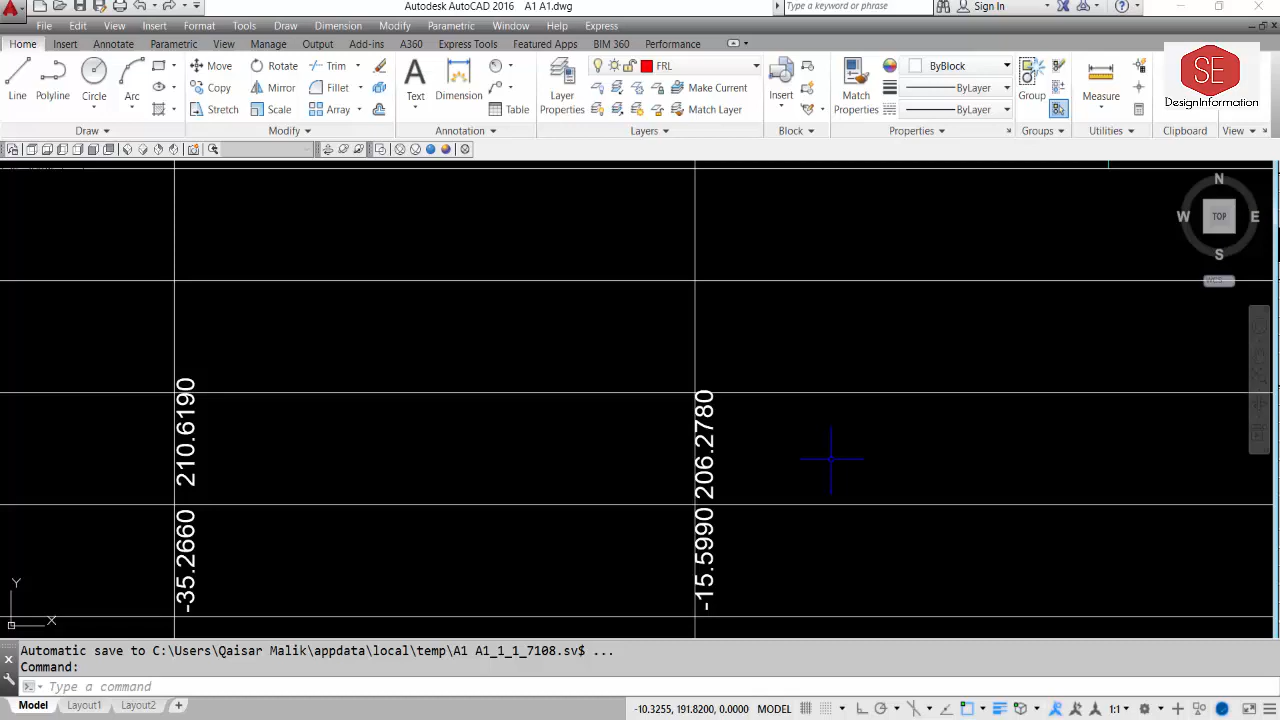 Autodesk AutoCAD 2016 A1 A1.dwg
Type a keyword or phrase
Sign In
File Edit View Insert Format Tools Draw Dimension Modify Parametric Window Help Express
Home Insert Annotate Parametric View Manage Output Add-ins A360 Express Tools Featured Apps BIM 360 Performance
Line Polyline Circle Arc
Move Rotate Trim
Copy Mirror Fillet
Stretch Scale Array
Text Dimension
Table
Layer
Properties
FRL
Make Current
Match Layer
Insert
Match
Properties
ByBlock
ByLayer
ByLayer
Group
Measure
SE
DesignInformation
Draw Modify Annotation Layers Block Properties Groups Utilities Clipboard View
N
W TOP E
S
210.6190
-35.2660
206.2780
-15.5990
Y
X
Automatic save to C:\Users\Qaisar Malik\appdata\local\temp\A1 A1_1_1_7108.sv$ ...
Command:
Type a command
Model Layout1 Layout2
-10.3255, 191.8200, 0.0000 MODEL 1:1